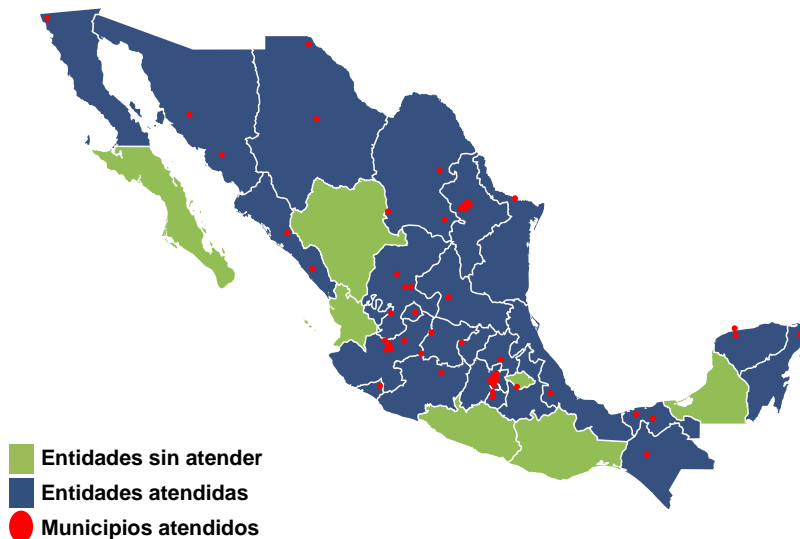 Entidades sin atender
Entidades atendidas
Municipios atendidos